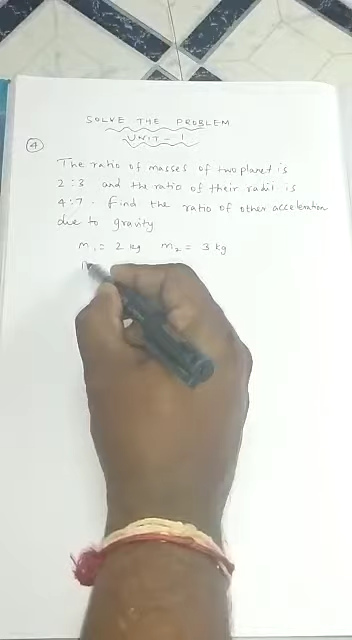 SOLVE THE PROBLEM
UNIT - 1
4
The ratio of masses of two planet is
2:3 and the ratio of their radii is
4:7. Find the ratio of other acceleration
due to gravity
m₁ = 2 kg m₂ = 3 kg